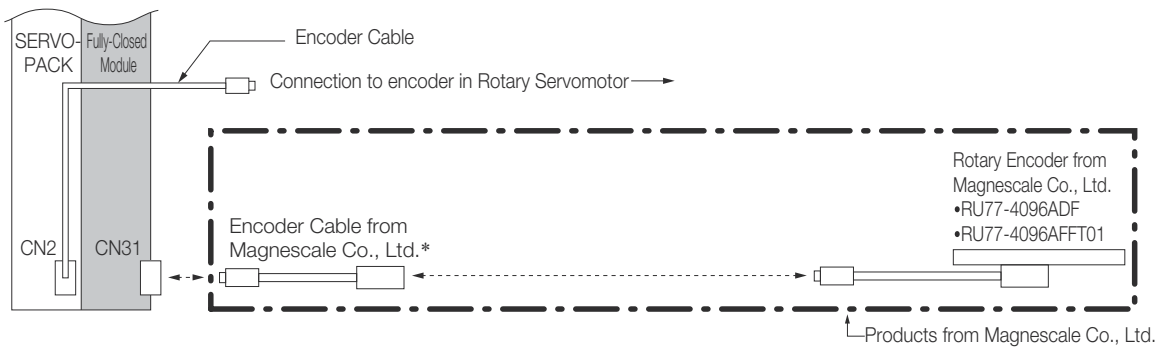 SERVO-
PACK
Fully-Closed
Module
Encoder Cable
Connection to encoder in Rotary Servomotor
Rotary Encoder from
Magnescale Co., Ltd.
•RU77-4096ADF
•RU77-4096AFFT01
Encoder Cable from
Magnescale Co., Ltd.*
CN2
CN31
Products from Magnescale Co., Ltd.